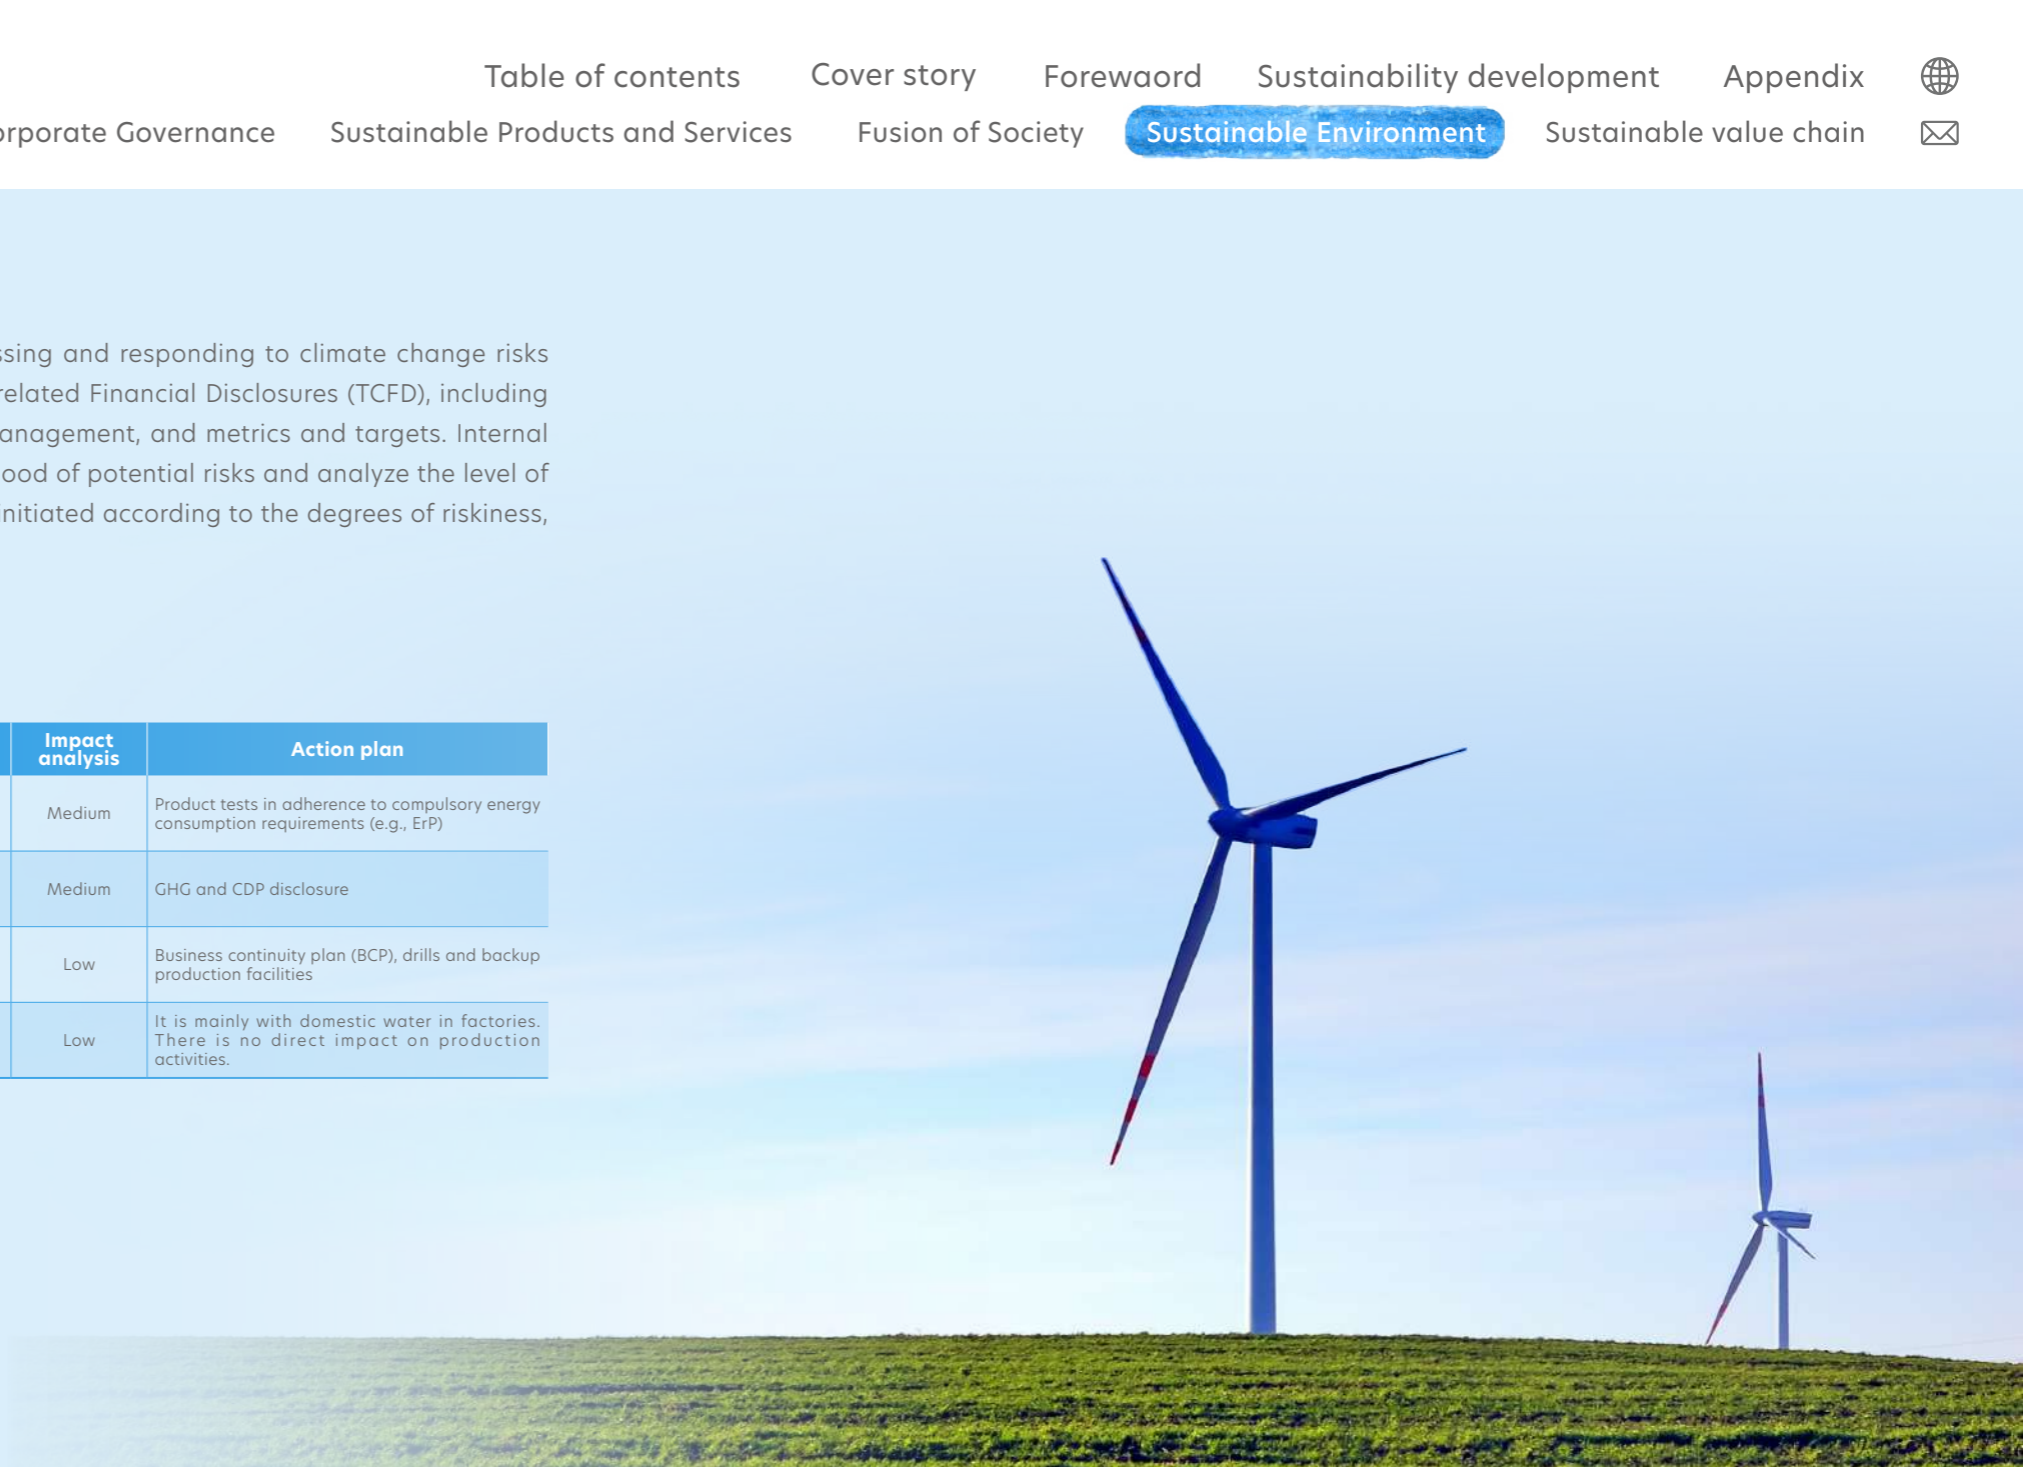 Table of contents Cover story Forewaord Sustainability development Appendix
orporate Governance Sustainable Products and Services Fusion of Society Sustainable Environment Sustainable value chain
ssing and responding to climate change risks
related Financial Disclosures (TCFD), including
anagement, and metrics and targets. Internal
ood of potential risks and analyze the level of
initiated according to the degrees of riskiness,
Impact
analysis
Action plan
Medium
Product tests in adherence to compulsory energy
consumption requirements (e.g., ErP)
Medium
GHG and CDP disclosure
Low
Business continuity plan (BCP), drills and backup
production facilities
Low
It is mainly with domestic water in factories.
There is no direct impact on production
activities.